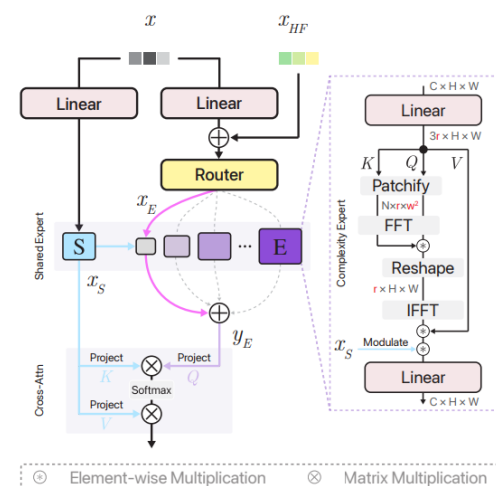 x
x_HF
Linear
Linear
Router
x_E
Shared Expert
S
···
E
x_S
y_E
Cross-Attn
Project
K
Project
Q
Softmax
Project
V
C × H × W
Linear
3r × H × W
K
Q
V
Patchify
N×r×w²
FFT
Reshape
r × H × W
IFFT
x_S
Modulate
Linear
C × H × W
Complexity Expert
Element-wise Multiplication
Matrix Multiplication